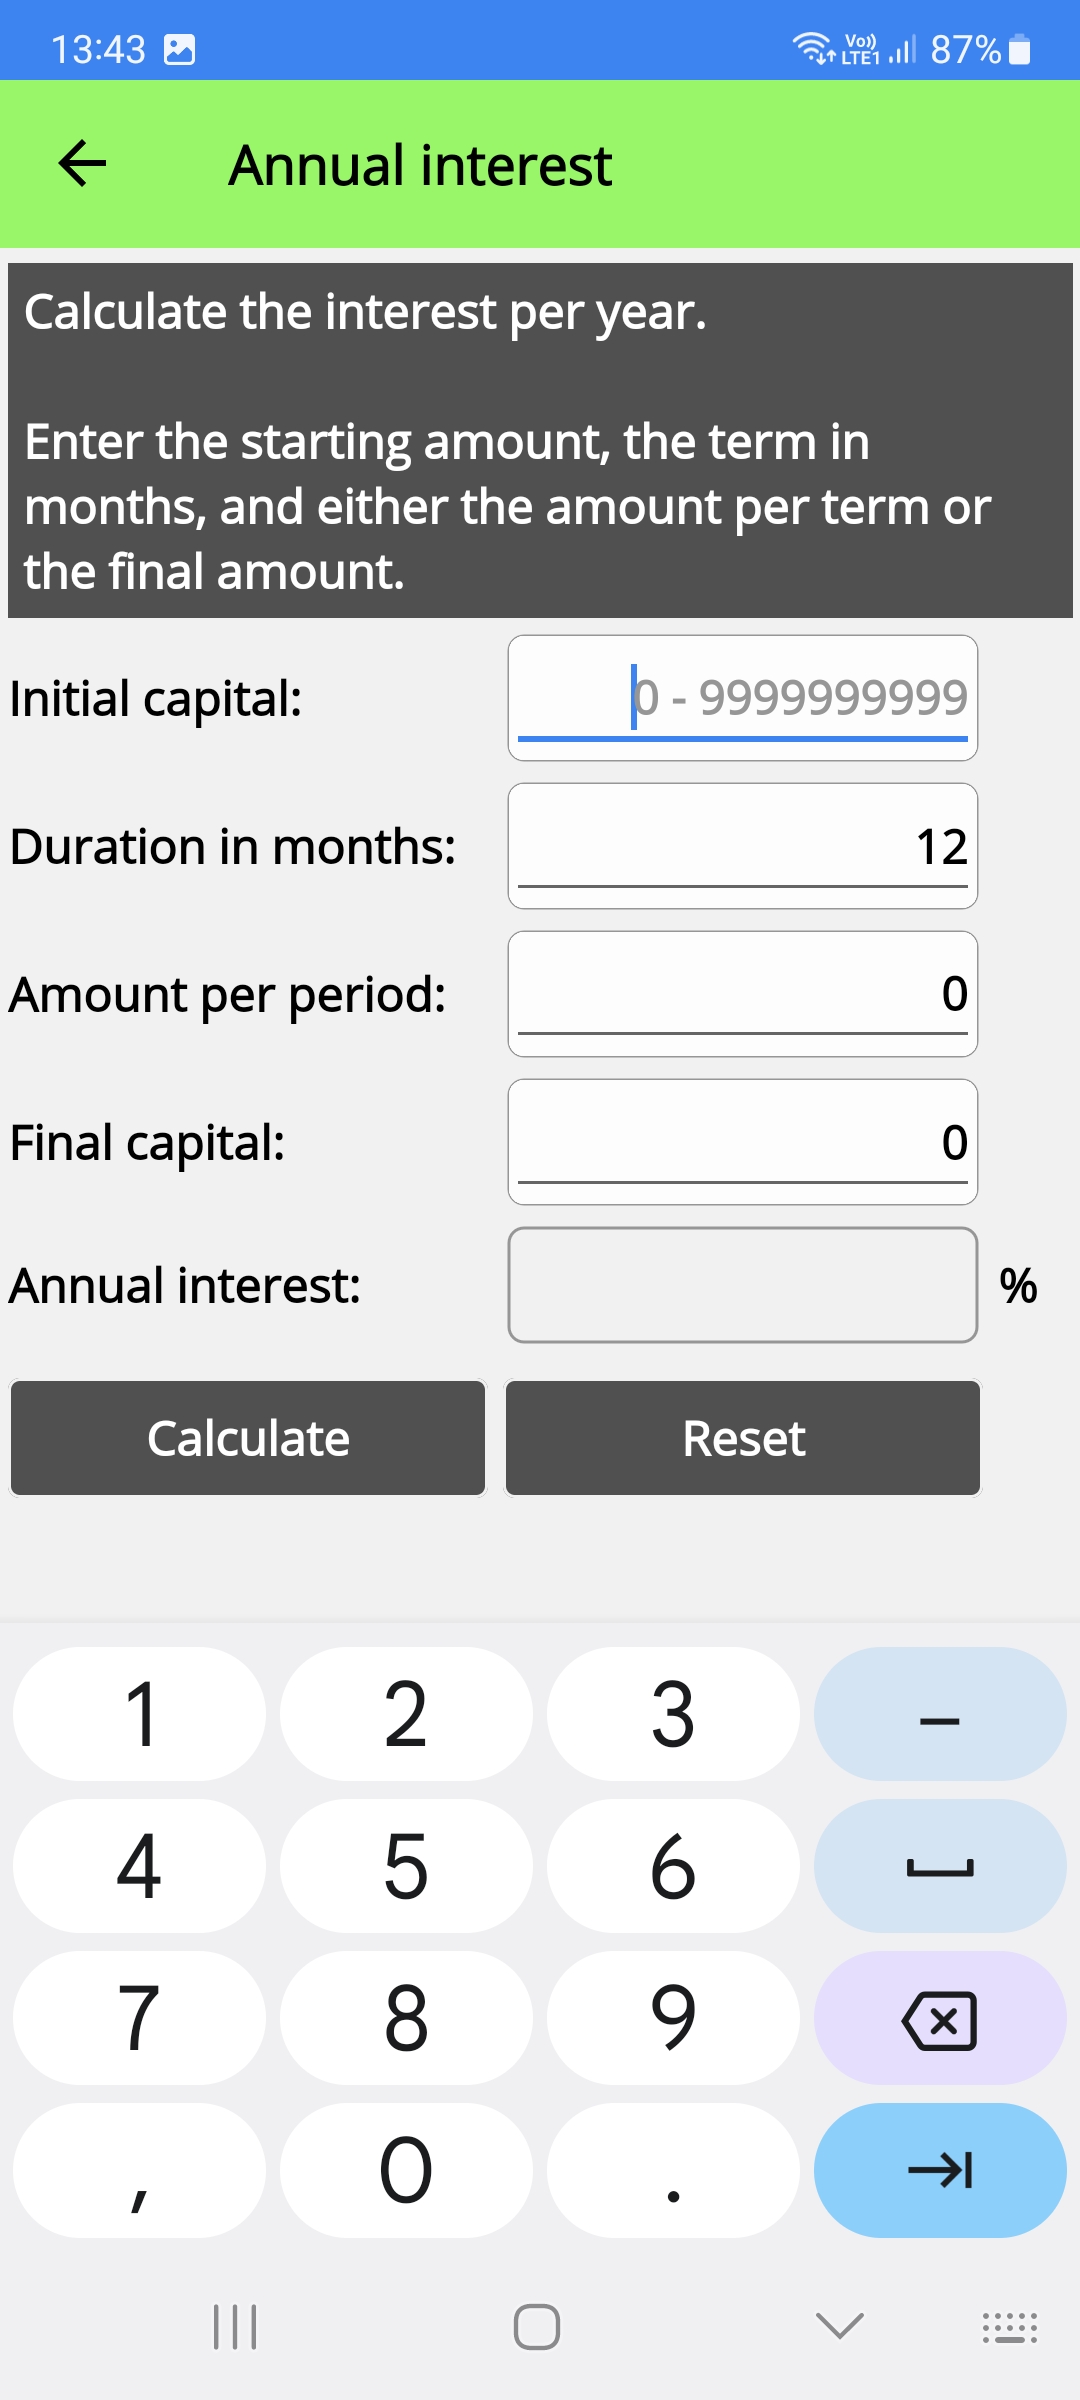 13:43 Vo)) LTE1 87%
Annual interest
Calculate the interest per year.
Enter the starting amount, the term in
months, and either the amount per term or
the final amount.
Initial capital: 0 - 9999999999
Duration in months: 12
Amount per period: 0
Final capital: 0
Annual interest: %
Calculate Reset
1 2 3 –
4 5 6
7 8 9
, 0 .